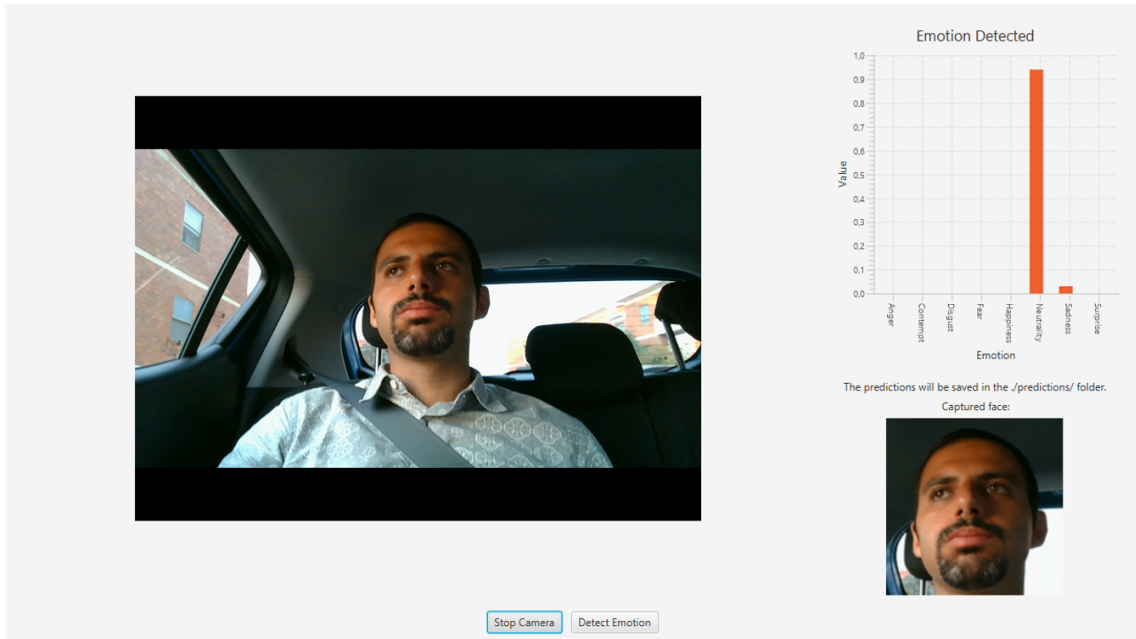 Emotion Detected
Value
1,0
0,9
0,8
0,7
0,6
0,5
0,4
0,3
0,2
0,1
0,0
Anger
Contempt
Disgust
Fear
Happiness
Neutrality
Sadness
Surprise
Emotion
The predictions will be saved in the ./predictions/ folder.
Captured face:
Stop Camera
Detect Emotion